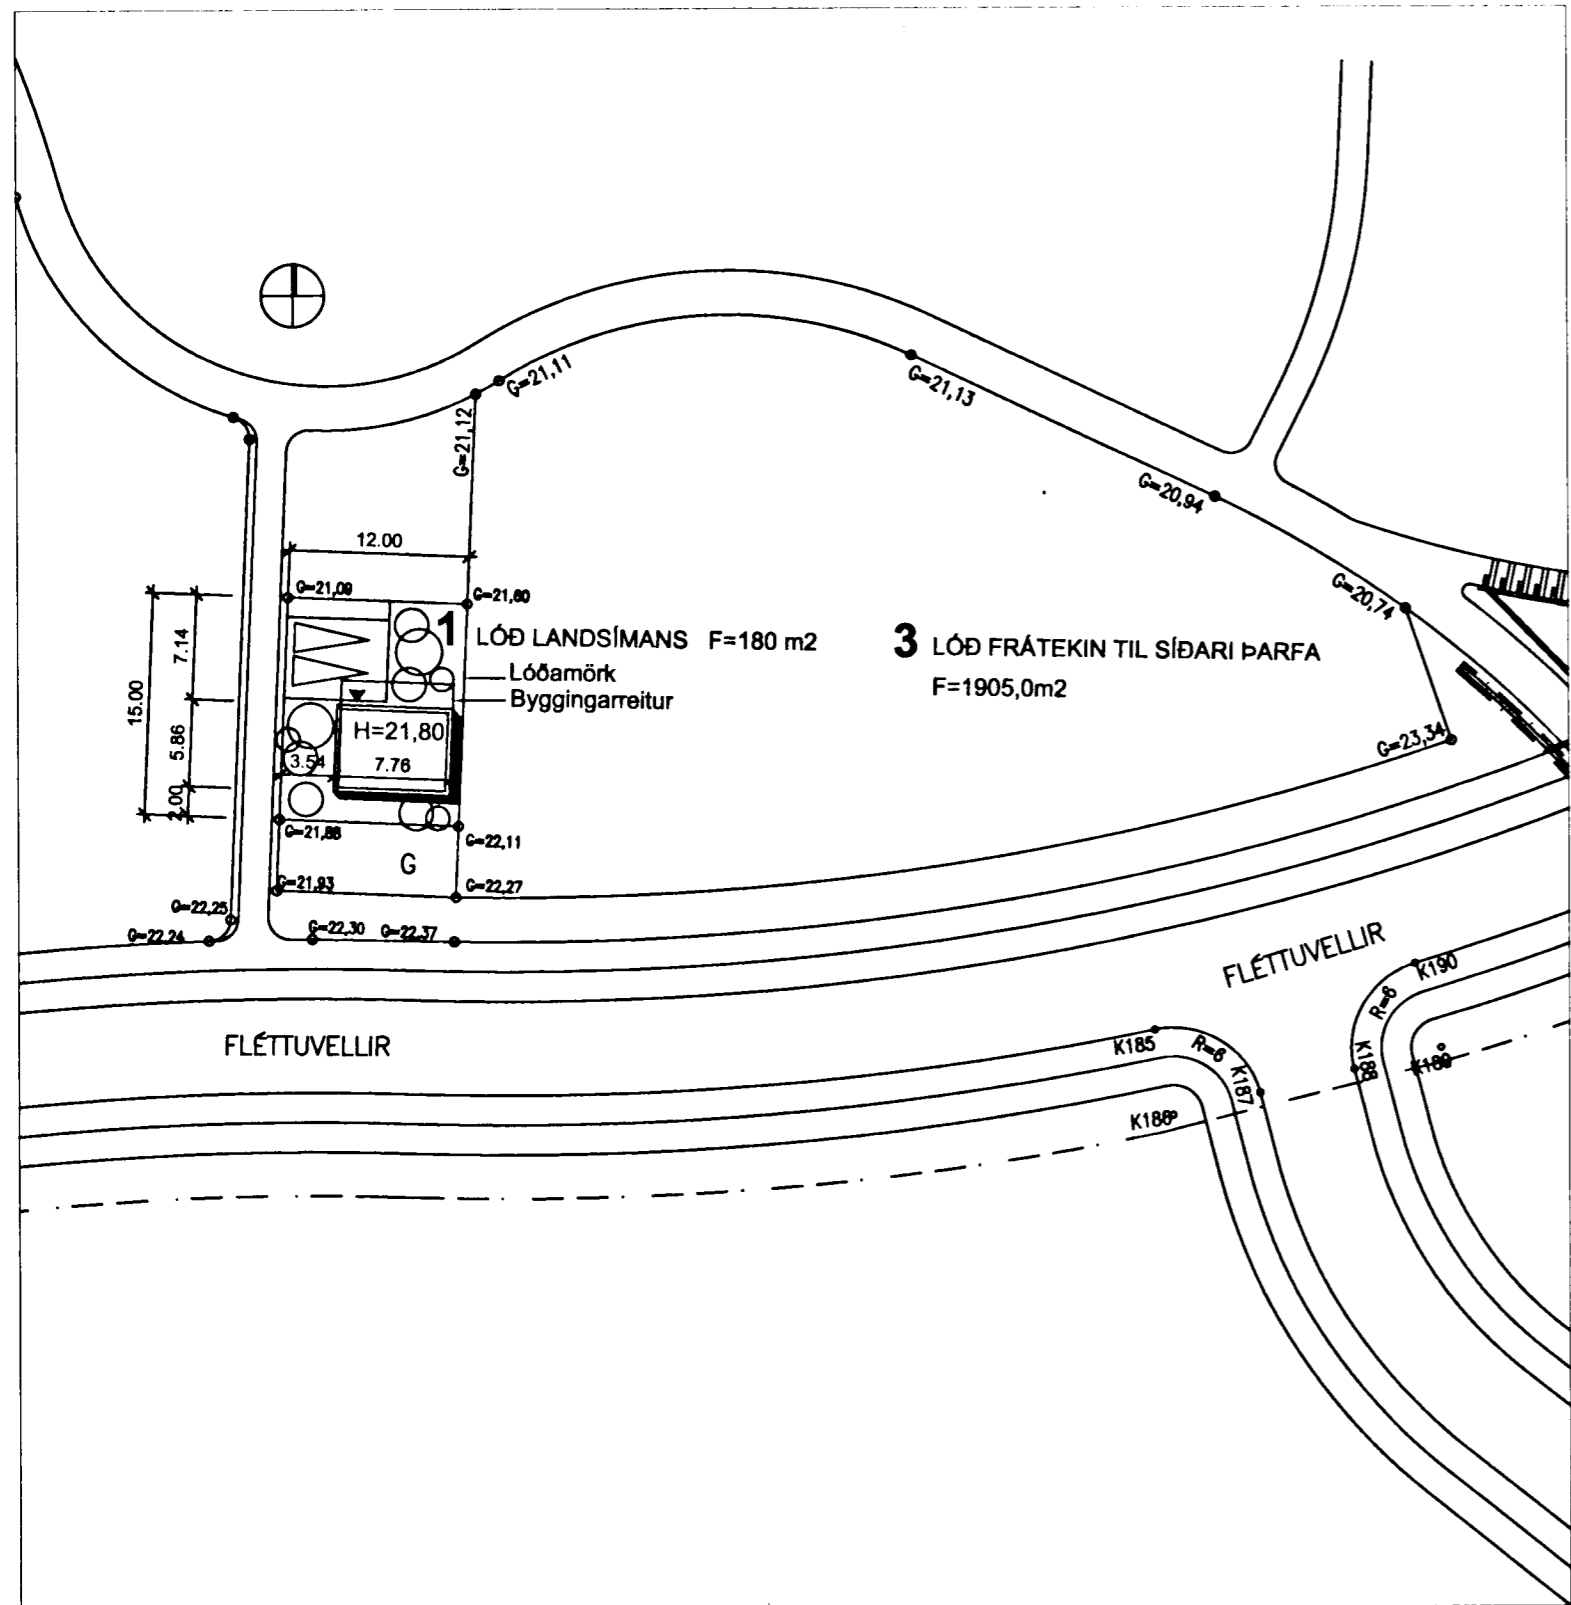 G=21,11
G=21,12
G=21,13
G=20,94
G=20,74
12.00
G=21,09
G=21,60
1 LÓÐ LANDSÍMANS F=180 m2
Lóðamörk
Byggingarreitur
3 LÓÐ FRÁTEKIN TIL SÍÐARI ÞARFA
F=1905,0m2
7.14
15.00
5.86
2.00
H=21,80
3.54
7.76
G=23,34
G=21,88
G=22,11
G
G=21,93
G=22,27
G=22,25
G=22,24
G=22,30
G=22,37
FLÉTTUVELLIR
FLÉTTUVELLIR
K190
R=6
K185
R=6
K187
K188
K189
K186